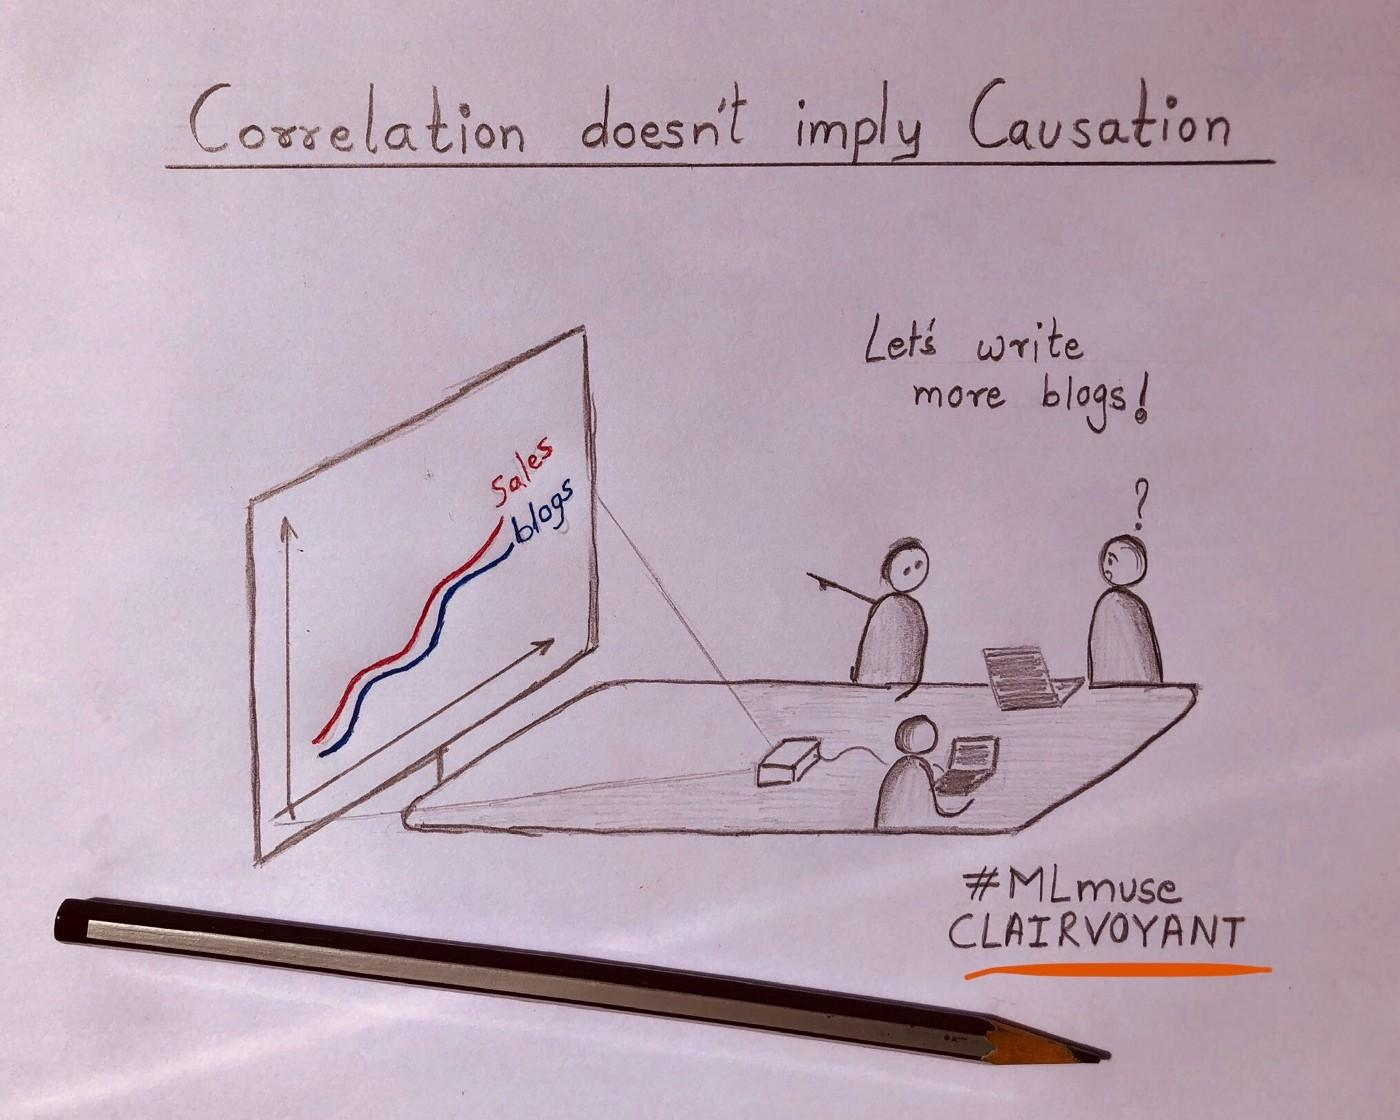 Correlation doesn't imply Causation
Let's write
more blogs!
Sales
blogs
?
#MLmuse
CLAIRVOYANT